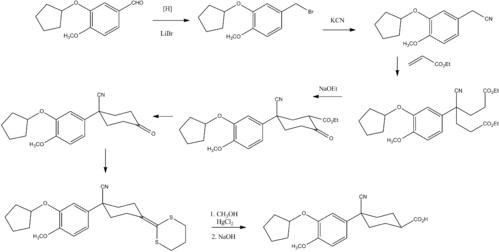 CHO
O
H₃CO
[H]
LiBr
O
Br
H₃CO
KCN
O
CN
H₃CO
CO₂Et
CN
O
H₃CO
O
NaOEt
CN
CO₂Et
O
H₃CO
O
CN
CO₂Et
O
H₃CO
CO₂Et
CN
O
H₃CO
S
S
1. CH₃OH
HgCl₂
2. NaOH
CN
O
H₃CO
CO₂H